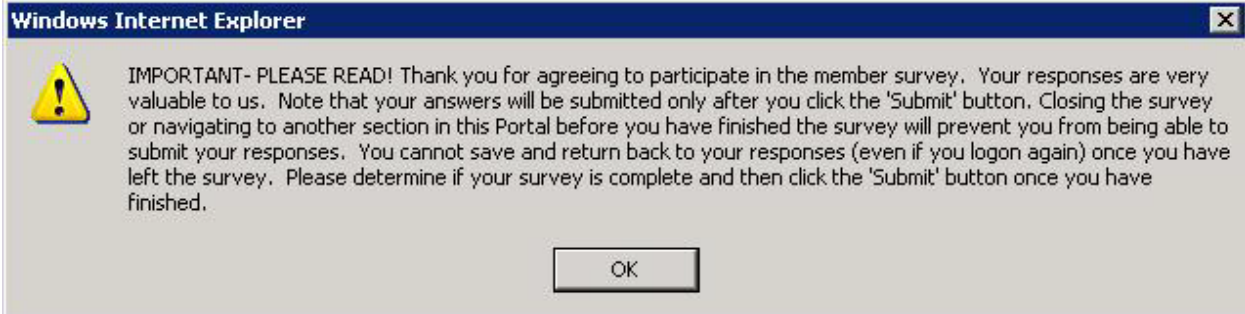 Windows Internet Explorer
IMPORTANT- PLEASE READ! Thank you for agreeing to participate in the member survey.  Your responses are very
valuable to us.  Note that your answers will be submitted only after you click the 'Submit' button. Closing the survey
or navigating to another section in this Portal before you have finished the survey will prevent you from being able to
submit your responses.  You cannot save and return back to your responses (even if you logon again) once you have
left the survey.  Please determine if your survey is complete and then click the 'Submit' button once you have
finished.
OK